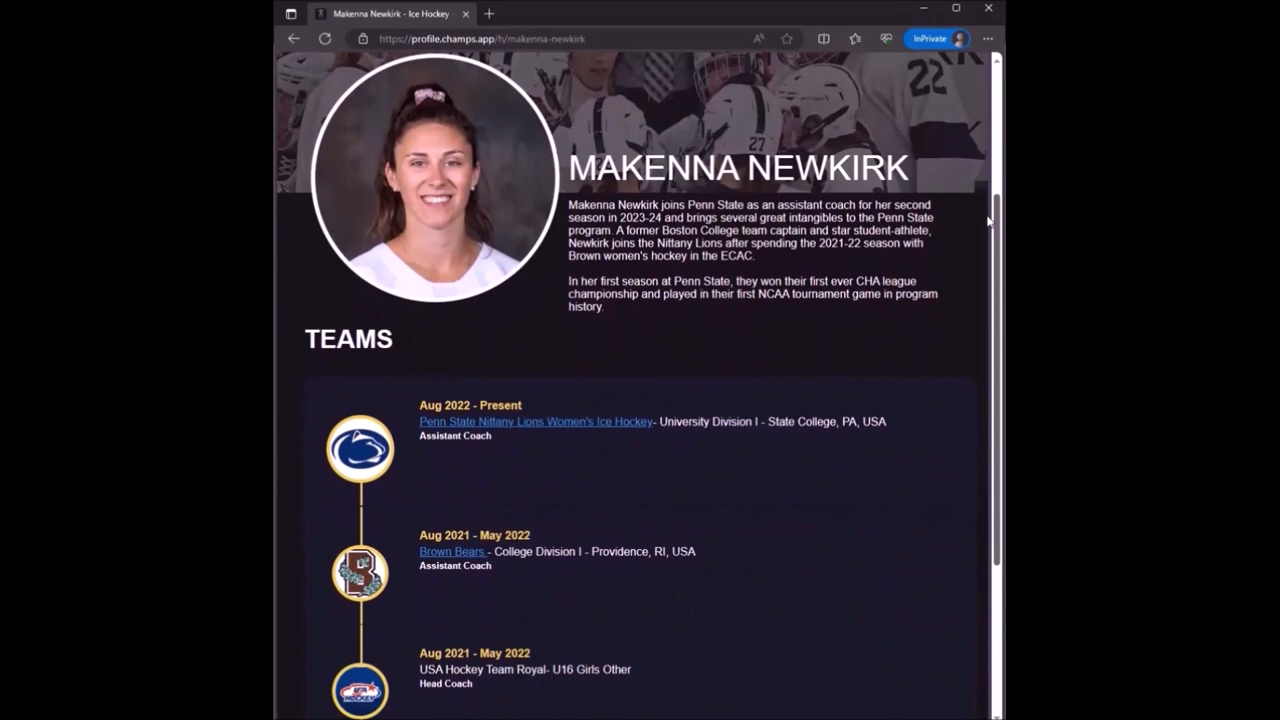 Makenna Newkirk - Ice Hockey
https://profile.champs.app/h/makenna-newkirk
InPrivate
22
27
MAKENNA NEWKIRK
Makenna Newkirk joins Penn State as an assistant coach for her second
season in 2023-24 and brings several great intangibles to the Penn State
program. A former Boston College team captain and star student-athlete,
Newkirk joins the Nittany Lions after spending the 2021-22 season with
Brown women's hockey in the ECAC.
In her first season at Penn State, they won their first ever CHA league
championship and played in their first NCAA tournament game in program
history.
TEAMS
Aug 2022 - Present
Penn State Nittany Lions Women's Ice Hockey- University Division I - State College, PA, USA
Assistant Coach
Aug 2021 - May 2022
Brown Bears - College Division I - Providence, RI, USA
Assistant Coach
B
Aug 2021 - May 2022
USA Hockey Team Royal- U16 Girls Other
Head Coach
USA
HOCKEY